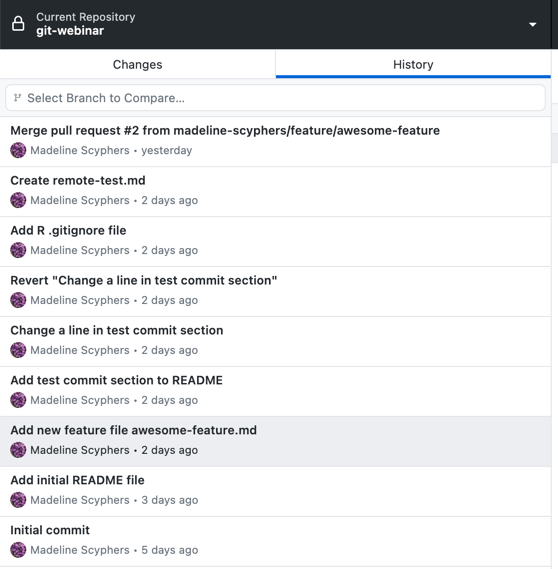 Current Repository
git-webinar
Changes
History
Select Branch to Compare...
Merge pull request #2 from madeline-scyphers/feature/awesome-feature
Madeline Scyphers • yesterday
Create remote-test.md
Madeline Scyphers • 2 days ago
Add R .gitignore file
Madeline Scyphers • 2 days ago
Revert "Change a line in test commit section"
Madeline Scyphers • 2 days ago
Change a line in test commit section
Madeline Scyphers • 2 days ago
Add test commit section to README
Madeline Scyphers • 2 days ago
Add new feature file awesome-feature.md
Madeline Scyphers • 2 days ago
Add initial README file
Madeline Scyphers • 3 days ago
Initial commit
Madeline Scyphers • 5 days ago